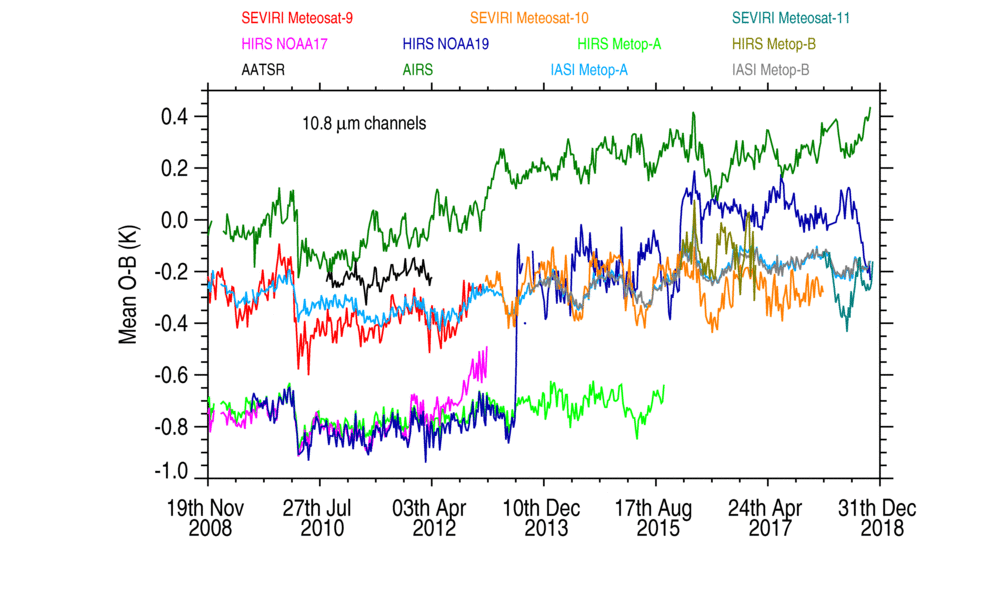 SEVIRI Meteosat-9 SEVIRI Meteosat-10 SEVIRI Meteosat-11
HIRS NOAA17 HIRS NOAA19 HIRS Metop-A HIRS Metop-B
AATSR AIRS IASI Metop-A IASI Metop-B
10.8 μm channels
Mean O-B (K)
0.4
0.2
0.0
-0.2
-0.4
-0.6
-0.8
-1.0
19th Nov 27th Jul 03th Apr 10th Dec 17th Aug 24th Apr 31th Dec
2008 2010 2012 2013 2015 2017 2018